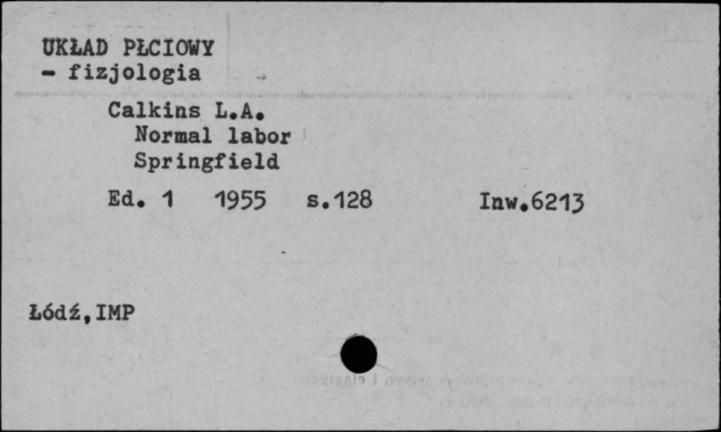 UKŁAD PŁCIOWY
- fizjologia
Calkins L.A.
Normal labor
Springfield
Ed. 1 1955 s.128 Inw.6213
Łódź,IMP